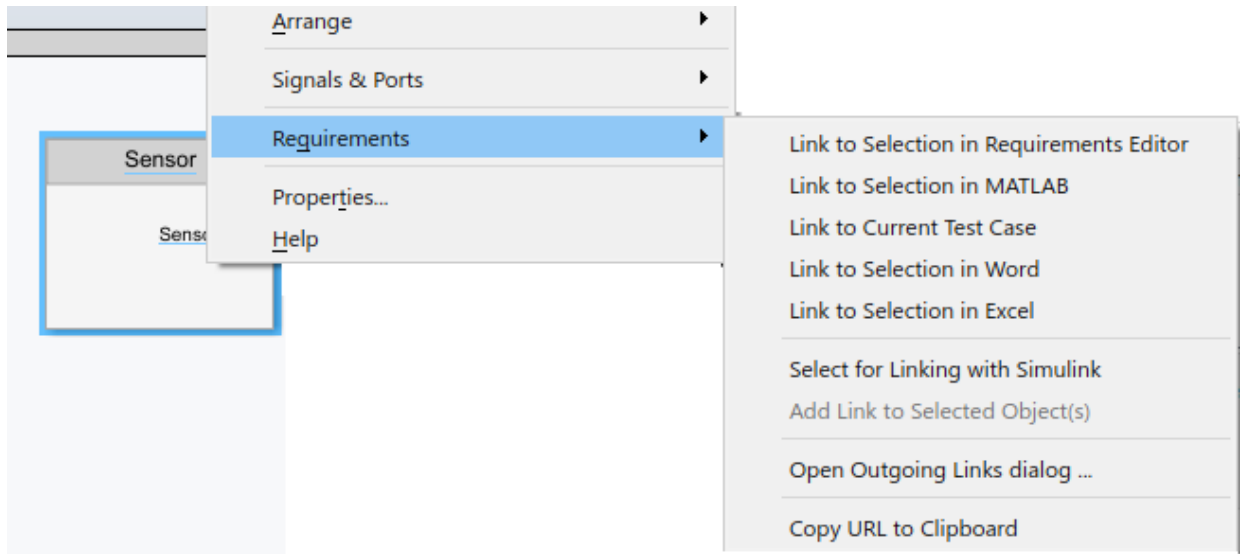 Arrange
Signals & Ports
Requirements
Properties...
Help
Sensor
Senso
Link to Selection in Requirements Editor
Link to Selection in MATLAB
Link to Current Test Case
Link to Selection in Word
Link to Selection in Excel
Select for Linking with Simulink
Add Link to Selected Object(s)
Open Outgoing Links dialog ...
Copy URL to Clipboard